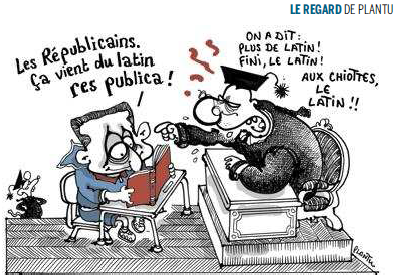 LE REGARD DE PLANTU
Les Républicains.
Ça vient du latin
res publica !
ON A DIT :
PLUS DE LATIN !
FINI, LE LATIN !
AUX CHIOTTES,
LE
LATIN !!
PLANTU